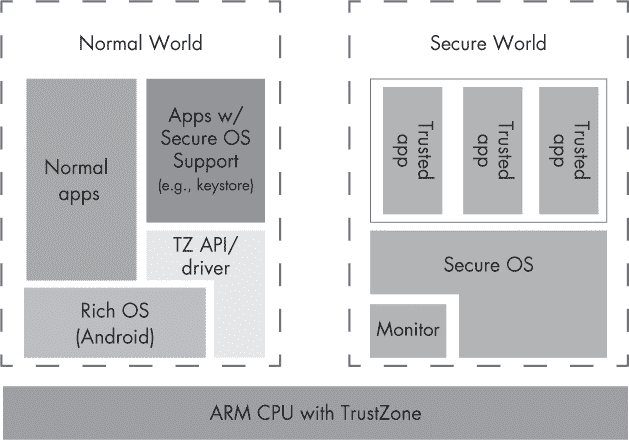 Normal World
Normal
apps
Apps w/
Secure OS
Support
(e.g., keystore)
TZ API/
driver
Rich OS
(Android)
Secure World
Trusted
app
Trusted
app
Trusted
app
Secure OS
Monitor
ARM CPU with TrustZone